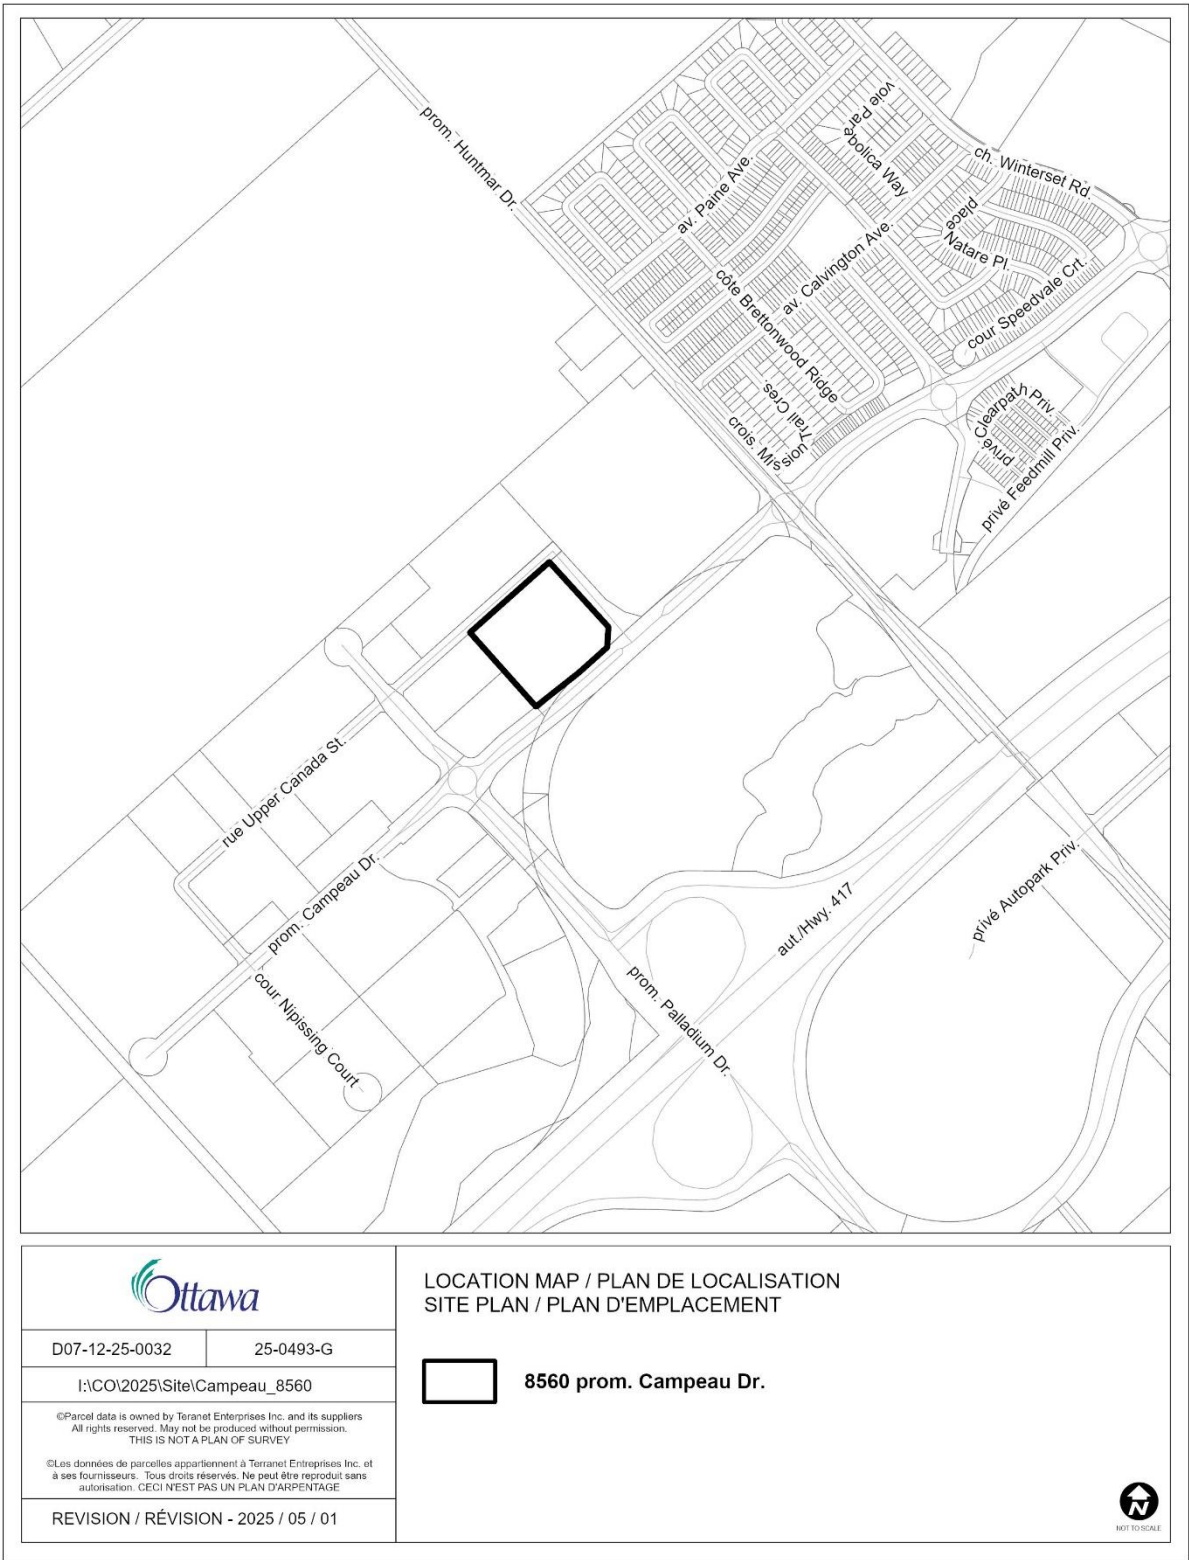 prom. Huntmar Dr.
voie Parabolica Way
ch. Winterset Rd.
av. Paine Ave.
place Natare Pl.
av. Calvington Ave.
côte Brettonwood Ridge
cour Speedvale Crt.
crois. Mission Trail Cres.
privé Clearpath Priv.
privé Feedmill Priv.
rue Upper Canada St.
prom. Campeau Dr.
cour Nipissing Court
prom. Palladium Dr.
aut./Hwy. 417
privé Autopark Priv.
Ottawa
D07-12-25-0032
25-0493-G
I:\CO\2025\Site\Campeau_8560
©Parcel data is owned by Teranet Enterprises Inc. and its suppliers
All rights reserved. May not be produced without permission.
THIS IS NOT A PLAN OF SURVEY
©Les données de parcelles appartiennent à Terranet Entreprises Inc. et
à ses fournisseurs. Tous droits réservés. Ne peut être reproduit sans
autorisation. CECI N'EST PAS UN PLAN D'ARPENTAGE
REVISION / RÉVISION - 2025 / 05 / 01
LOCATION MAP / PLAN DE LOCALISATION
SITE PLAN / PLAN D'EMPLACEMENT
8560 prom. Campeau Dr.
N
NOT TO SCALE